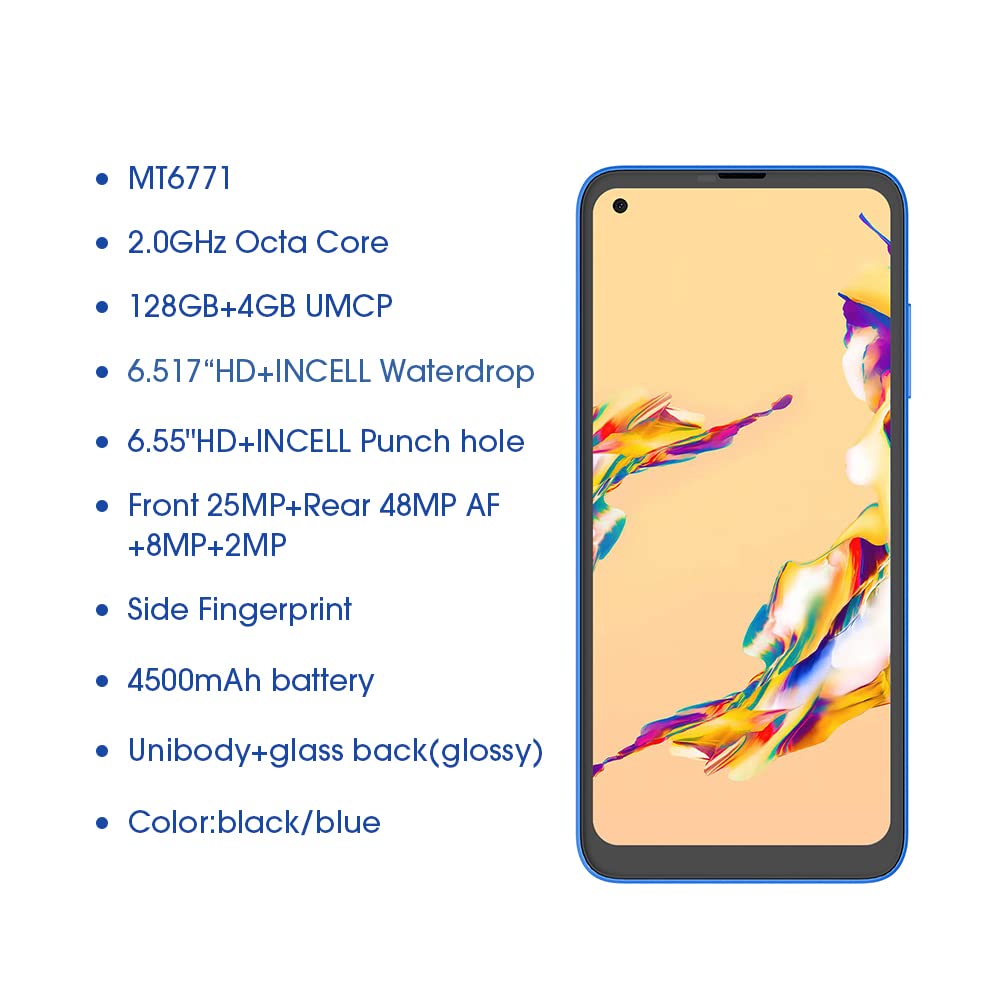 MT6771
2.0GHz Octa Core
128GB+4GB UMCP
6.517“HD+INCELL Waterdrop
6.55"HD+INCELL Punch hole
Front 25MP+Rear 48MP AF
+8MP+2MP
Side Fingerprint
4500mAh battery
Unibody+glass back(glossy)
Color:black/blue